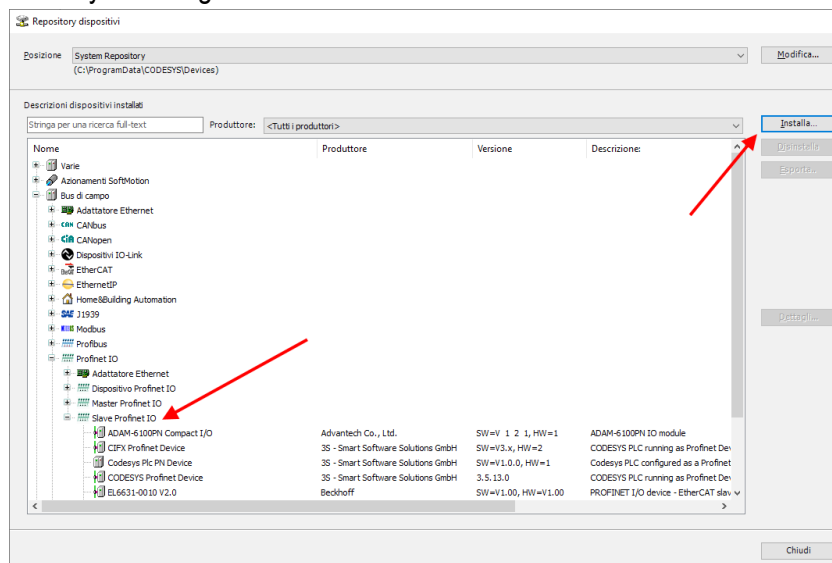 Repository dispositivi
Posizione System Repository Modifica...
(C:\ProgramData\CODESYS\Devices)
Descrizioni dispositivi installati
Stringa per una ricerca full-text Produttore: <Tutti i produttori> Installa...
Nome Produttore Versione Descrizione: Disinstalla
Varie Esporta...
Azionamenti SoftMotion
Bus di campo
Adattatore Ethernet
CAN CANbus
CiA CANopen
Dispositivi IO-Link
EtherCAT
EthernetIP
Home&Building Automation
SAE J1939
Modbus Dettagli...
Profibus
Profinet IO
Adattatore Ethernet
Dispositivo Profinet IO
Master Profinet IO
Slave Profinet IO
ADAM-6100PN Compact I/O Advantech Co., Ltd. SW=V 1 2 1, HW=1 ADAM-6100PN IO module
CIFX Profinet Device 3S - Smart Software Solutions GmbH SW=V3.x, HW=2 CODESYS PLC running as Profinet Dev
Codesys Plc PN Device 3S - Smart Software Solutions GmbH SW=V1.0.0, HW=1 Codesys PLC configured as a Profinet
CODESYS Profinet Device 3S - Smart Software Solutions GmbH 3.5.13.0 CODESYS PLC running as Profinet Dev
EL6631-0010 V2.0 Beckhoff SW=V1.00, HW=V1.00 PROFINET I/O device - EtherCAT slav
Chiudi